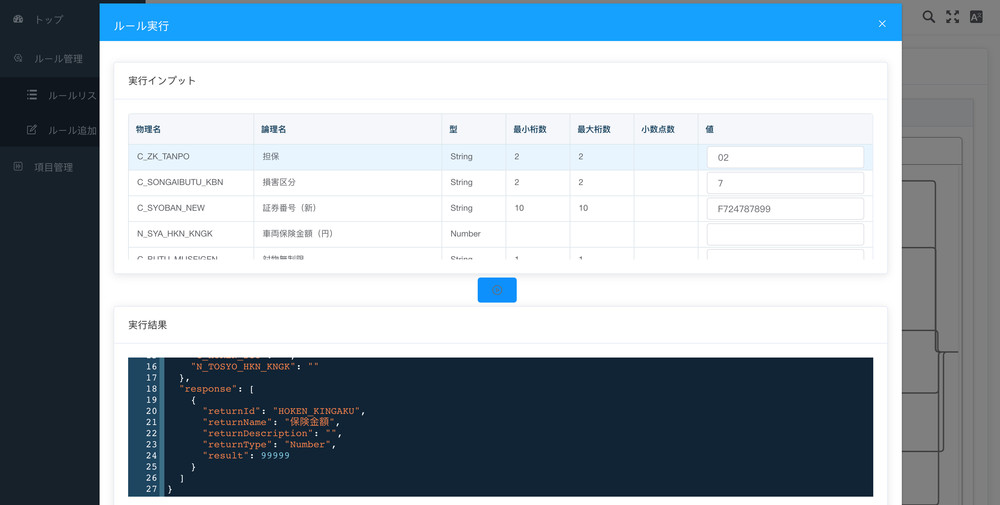 トップ
ルール管理
ルールリス
ルール追加
項目管理
ルール実行
実行インプット
物理名 論理名 型 最小桁数 最大桁数 小数点数 値
C_ZK_TANPO 担保 String 2 2 02
C_SONGAIBUTU_KBN 損害区分 String 2 2 7
C_SYOBAN_NEW 証券番号（新） String 10 10 F724787899
N_SYA_HKN_KNGK 車両保険金額（円） Number
C_BUTU_MUSEIGEN 対物無制限 String 1 1
実行結果
16 "N_TOSYO_HKN_KNGK": ""
17 },
18 "response": [
19 {
20 "returnId": "HOKEN_KINGAKU",
21 "returnName": "保険金額",
22 "returnDescription": "",
23 "returnType": "Number",
24 "result": 99999
25 }
26 ]
27 }